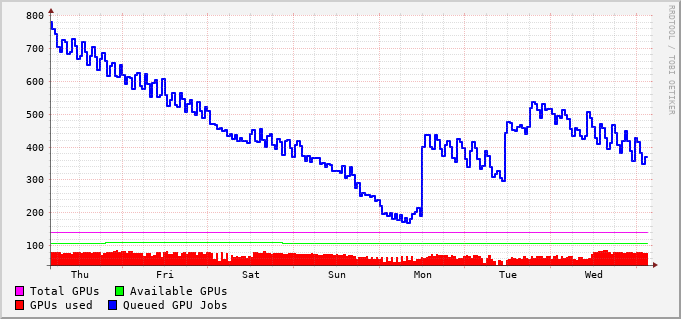 800
700
600
500
400
300
200
100
Thu Fri Sat Sun Mon Tue Wed
Total GPUs Available GPUs
GPUs used Queued GPU Jobs
RRDTOOL / TOBI OETIKER